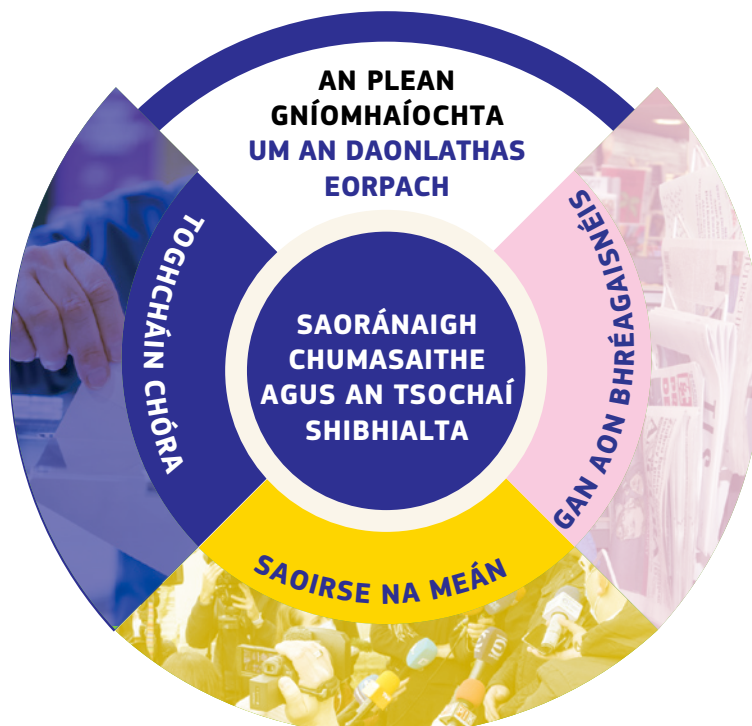 AN PLEAN
GNÍOMHAÍOCHTA
UM AN DAONLATHAS
EORPACH
TOGHCHÁIN CHÓRA
SAORÁNAIGH
CHUMASAITHE
AGUS AN TSOCHAÍ
SHIBHIALTA
GAN AON BHRÉAGAISNÉIS
SAOIRSE NA MEÁN